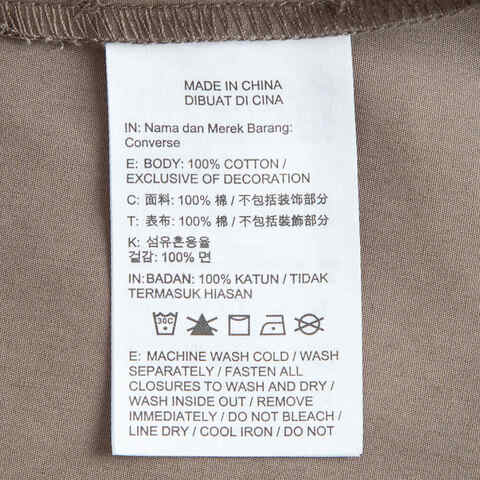 MADE IN CHINA
DIBUAT DI CINA
IN: Nama dan Merek Barang:
Converse
E: BODY: 100% COTTON /
EXCLUSIVE OF DECORATION
C: 面料: 100% 棉 / 不包括装饰部分
T: 表布: 100% 棉 / 不包括裝飾部分
K: 섬유혼용율
겉감: 100% 면
IN: BADAN: 100% KATUN / TIDAK
TERMASUK HIASAN
30C
E: MACHINE WASH COLD / WASH
SEPARATELY / FASTEN ALL
CLOSURES TO WASH AND DRY /
WASH INSIDE OUT / REMOVE
IMMEDIATELY / DO NOT BLEACH /
LINE DRY / COOL IRON / DO NOT